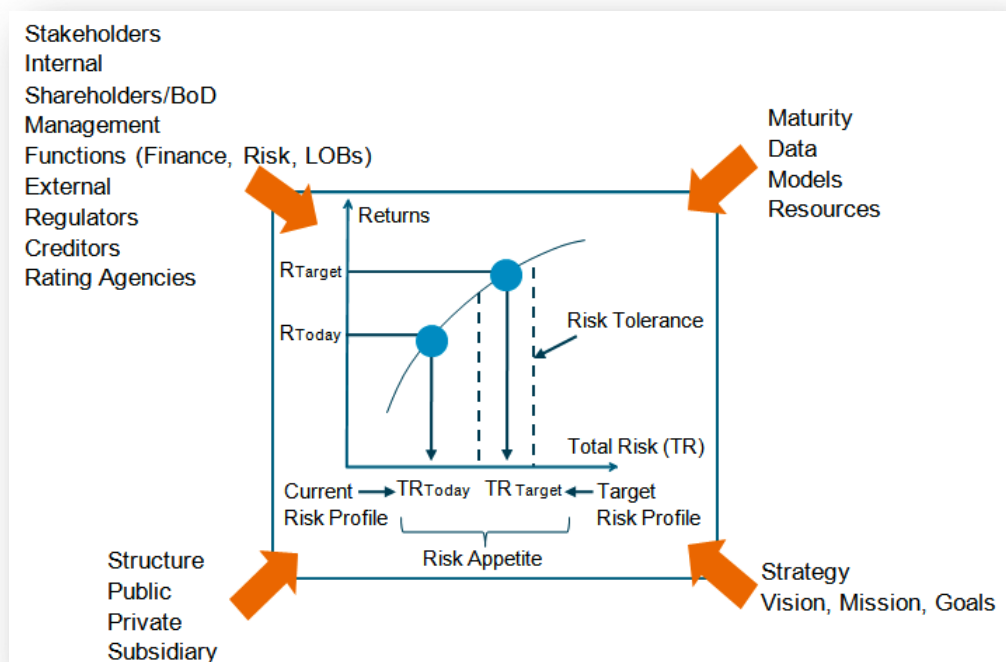 Stakeholders
Internal
Shareholders/BoD
Management
Functions (Finance, Risk, LOBs)
External
Regulators
Creditors
Rating Agencies
Maturity
Data
Models
Resources
Returns
RTarget
RToday
Risk Tolerance
Total Risk (TR)
Current
Risk Profile
TRToday
TR Target
Target
Risk Profile
Risk Appetite
Structure
Public
Private
Subsidiary
Strategy
Vision, Mission, Goals